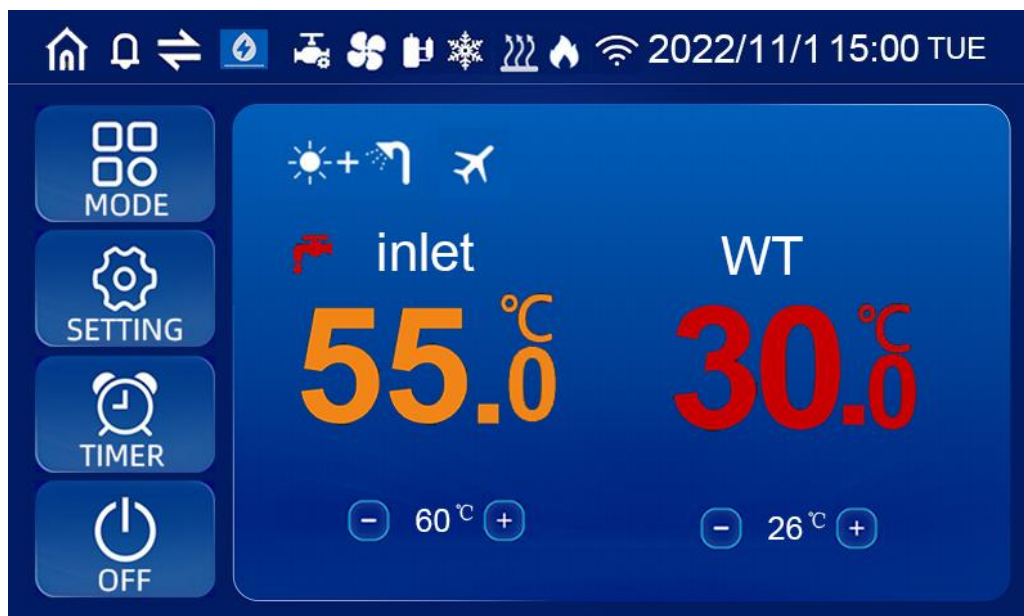 2022/11/1 15:00 TUE
MODE
SETTING
TIMER
OFF
inlet
55.0℃
60℃
WT
30.0℃
26℃